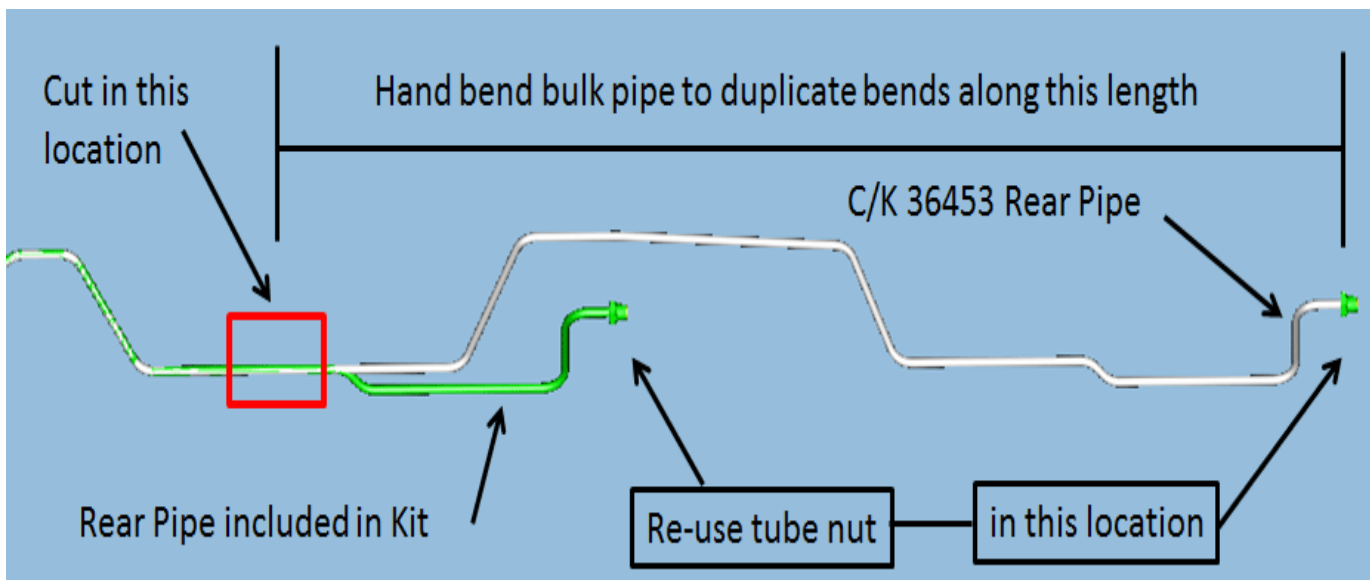 Cut in this
location
Hand bend bulk pipe to duplicate bends along this length
C/K 36453 Rear Pipe
Rear Pipe included in Kit
Re-use tube nut
in this location